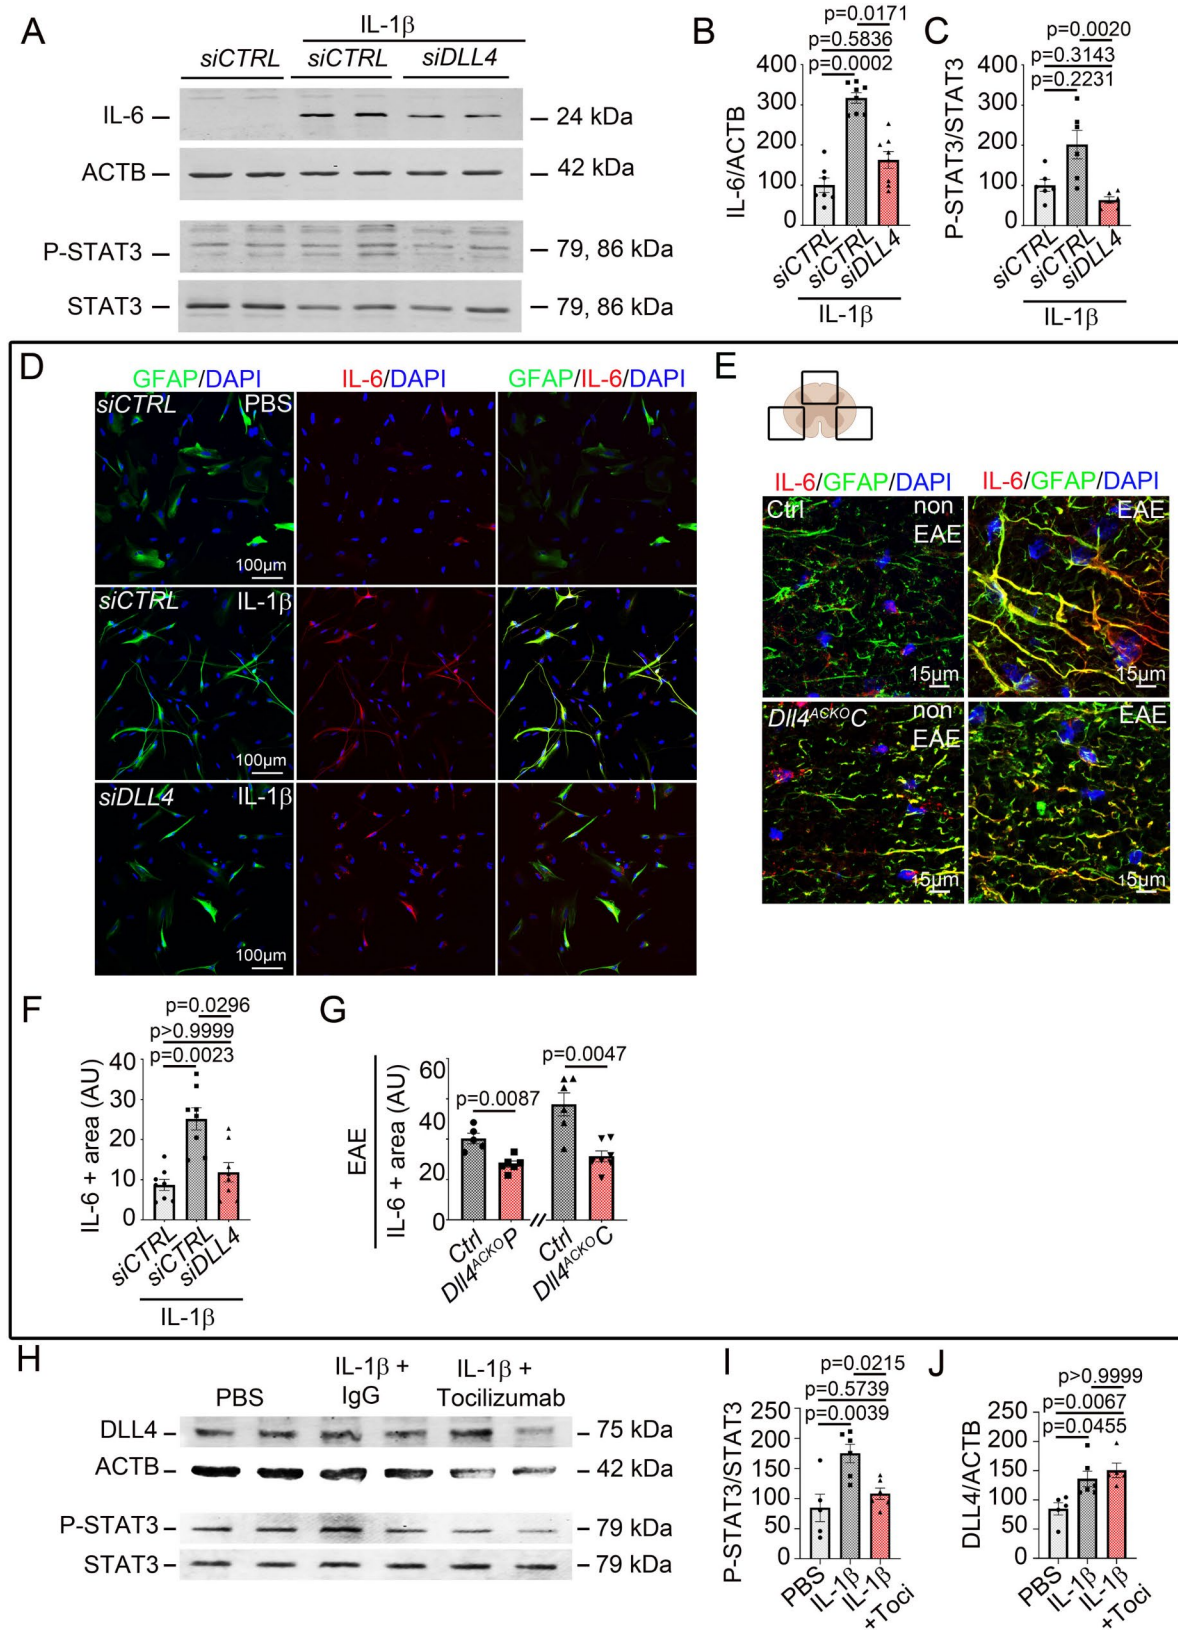 A
IL-1β
siCTRL siCTRL siDLL4
IL-6 – – 24 kDa
ACTB – – 42 kDa
P-STAT3 – – 79, 86 kDa
STAT3 – – 79, 86 kDa
B
p=0.0171
p=0.5836
p=0.0002
400
300
200
100
0
IL-6/ACTB
siCTRL
siCTRL
siDLL4
IL-1β
C
p=0.0020
p=0.3143
p=0.2231
400
300
200
100
0
P-STAT3/STAT3
siCTRL
siCTRL
siDLL4
IL-1β
D
GFAP/DAPI IL-6/DAPI GFAP/IL-6/DAPI
siCTRL PBS
100µm
siCTRL IL-1β
100µm
siDLL4 IL-1β
100µm
E
IL-6/GFAP/DAPI IL-6/GFAP/DAPI
Ctrl non EAE
EAE
15µm 15µm
Dll4ACKOC non EAE
EAE
15µm 15µm
F
p=0.0296
p>0.9999
p=0.0023
40
30
20
10
0
IL-6 + area (AU)
siCTRL
siCTRL
siDLL4
IL-1β
G
EAE
IL-6 + area (AU)
60
40
20
0
p=0.0087
p=0.0047
Ctrl
Dll4ACKOP
Ctrl
Dll4ACKOC
H
PBS IL-1β + IgG IL-1β + Tocilizumab
DLL4 – – 75 kDa
ACTB – – 42 kDa
P-STAT3 – – 79 kDa
STAT3 – – 79 kDa
I
p=0.0215
p=0.5739
p=0.0039
250
200
150
100
50
0
P-STAT3/STAT3
PBS
IL-1β
IL-1β
+Toci
J
p>0.9999
p=0.0067
p=0.0455
250
200
150
100
50
0
DLL4/ACTB
PBS
IL-1β
IL-1β
+Toci